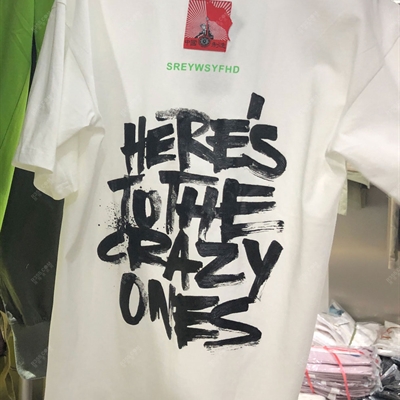 SREYWSYFHD
HERE'S
TO THE
CRAZY
ONES